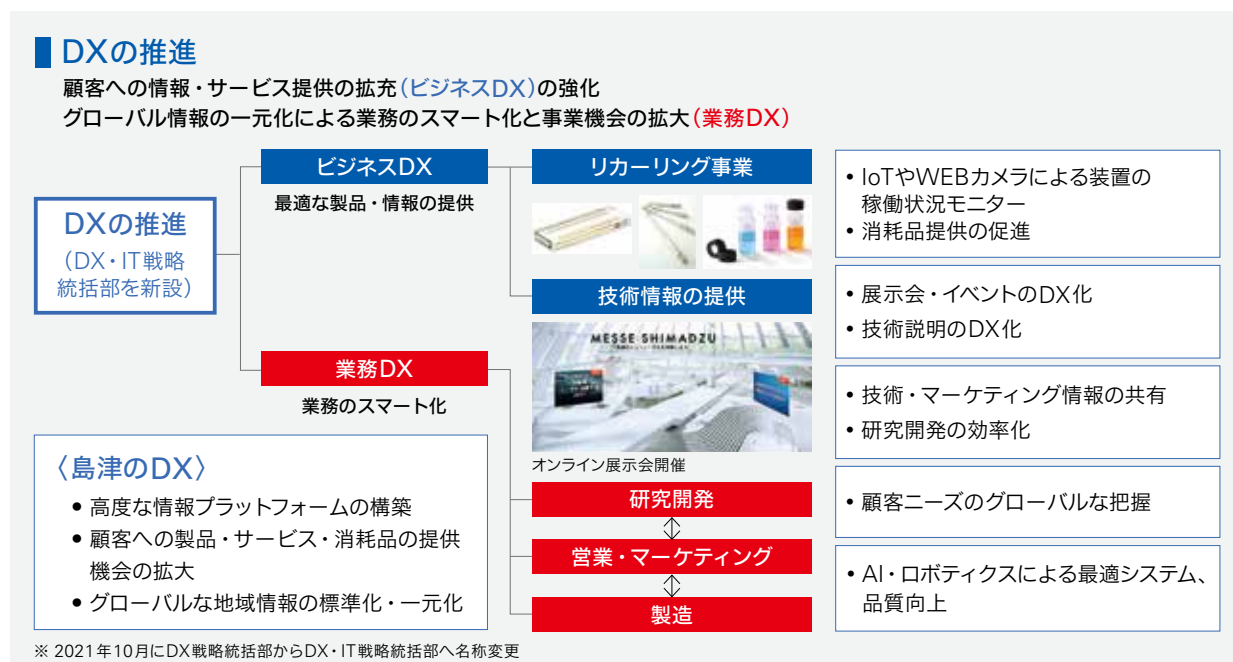 DXの推進
顧客への情報・サービス提供の拡充（ビジネスDX）の強化
グローバル情報の一元化による業務のスマート化と事業機会の拡大（業務DX）
DXの推進
（DX・IT戦略
統括部を新設）
ビジネスDX
最適な製品・情報の提供
業務DX
業務のスマート化
リカーリング事業
技術情報の提供
MESSE SHIMADZU
オンライン展示会開催
研究開発
営業・マーケティング
製造
• IoTやWEBカメラによる装置の
稼働状況モニター
• 消耗品提供の促進
• 展示会・イベントのDX化
• 技術説明のDX化
• 技術・マーケティング情報の共有
• 研究開発の効率化
• 顧客ニーズのグローバルな把握
• AI・ロボティクスによる最適システム、
品質向上
〈島津のDX〉
● 高度な情報プラットフォームの構築
● 顧客への製品・サービス・消耗品の提供
機会の拡大
● グローバルな地域情報の標準化・一元化
※ 2021年10月にDX戦略統括部からDX・IT戦略統括部へ名称変更